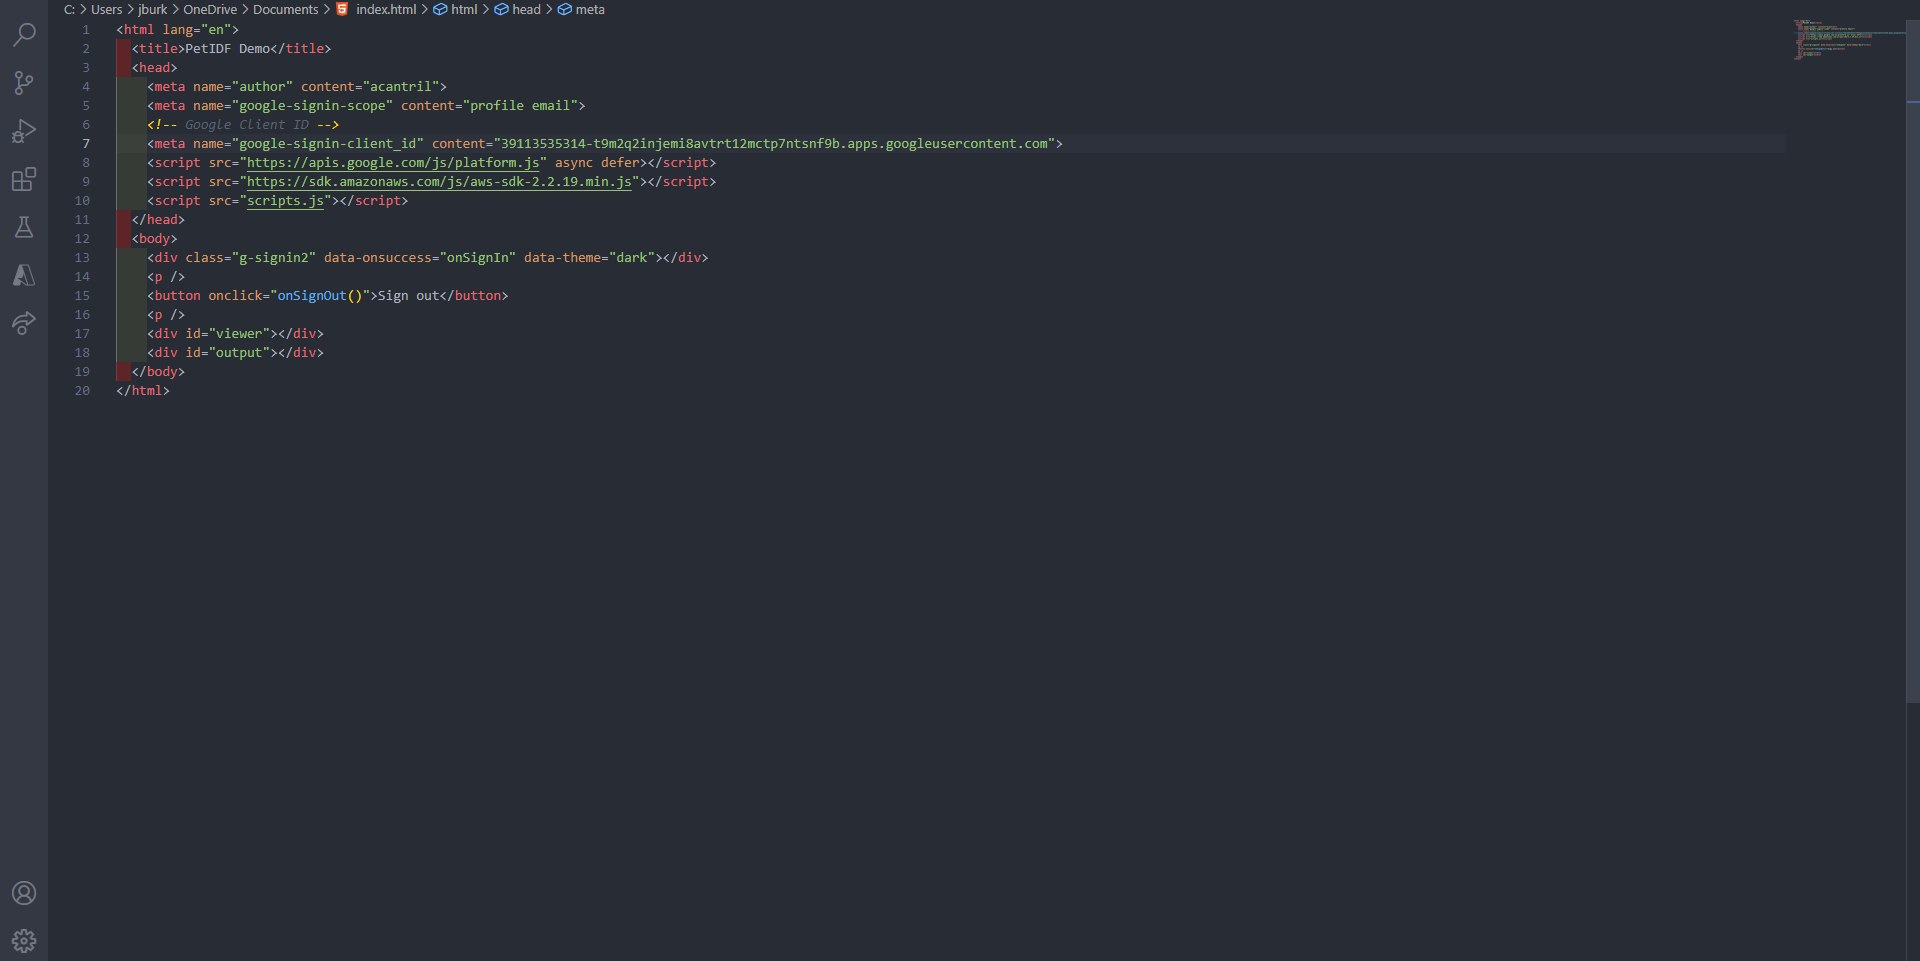 C: > Users > jburk > OneDrive > Documents > index.html > html > head > meta
1 <html lang="en">
2 <title>PetIDF Demo</title>
3 <head>
4 <meta name="author" content="acantril">
5 <meta name="google-signin-scope" content="profile email">
6 <!-- Google Client ID -->
7 <meta name="google-signin-client_id" content="39113535314-t9m2q2injemi8avtrt12mctp7ntsnf9b.apps.googleusercontent.com">
8 <script src="https://apis.google.com/js/platform.js" async defer></script>
9 <script src="https://sdk.amazonaws.com/js/aws-sdk-2.2.19.min.js"></script>
10 <script src="scripts.js"></script>
11 </head>
12 <body>
13 <div class="g-signin2" data-onsuccess="onSignIn" data-theme="dark"></div>
14 <p />
15 <button onclick="onSignOut()">Sign out</button>
16 <p />
17 <div id="viewer"></div>
18 <div id="output"></div>
19 </body>
20 </html>